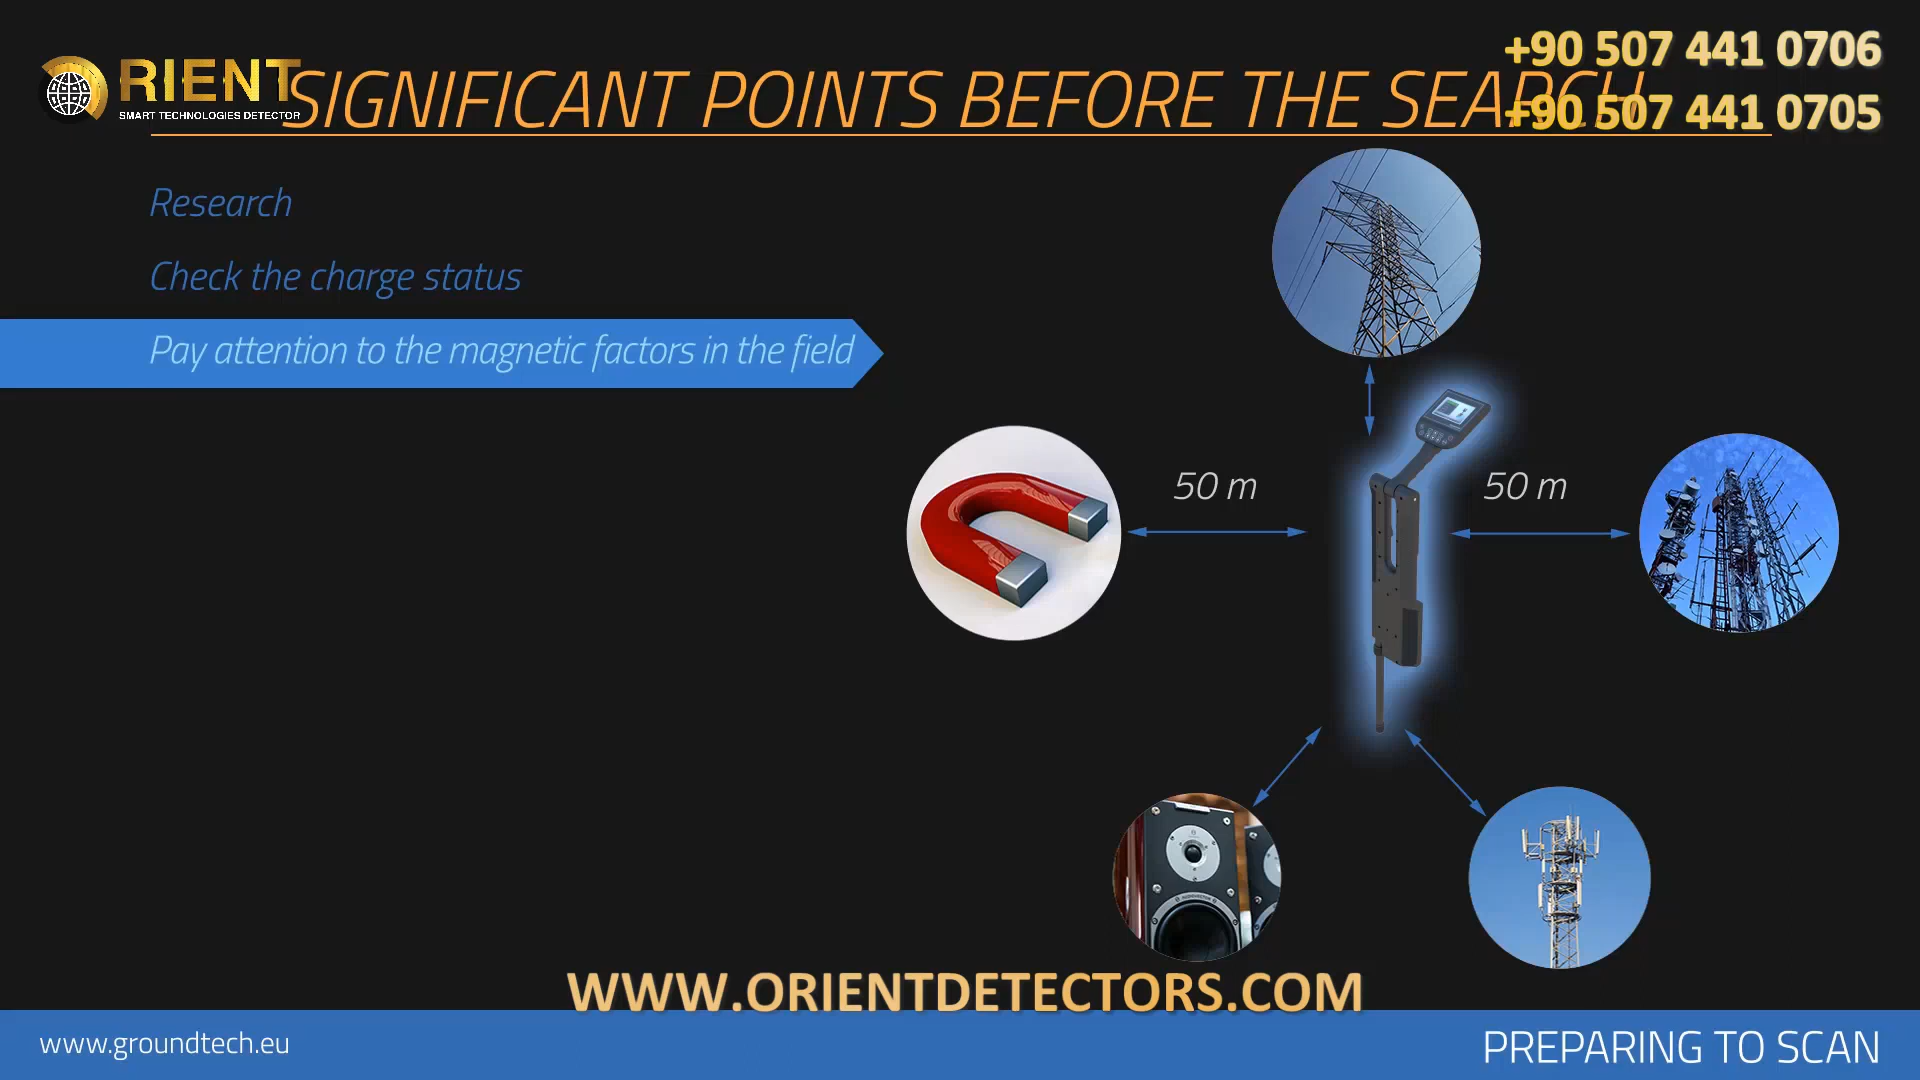 RIENT
SMART TECHNOLOGIES DETECTOR
SIGNIFICANT POINTS BEFORE THE SEARCH
+90 507 441 0706
+90 507 441 0705
Research
Check the charge status
Pay attention to the magnetic factors in the field
50 m
50 m
WWW.ORIENTDETECTORS.COM
www.groundtech.eu
PREPARING TO SCAN